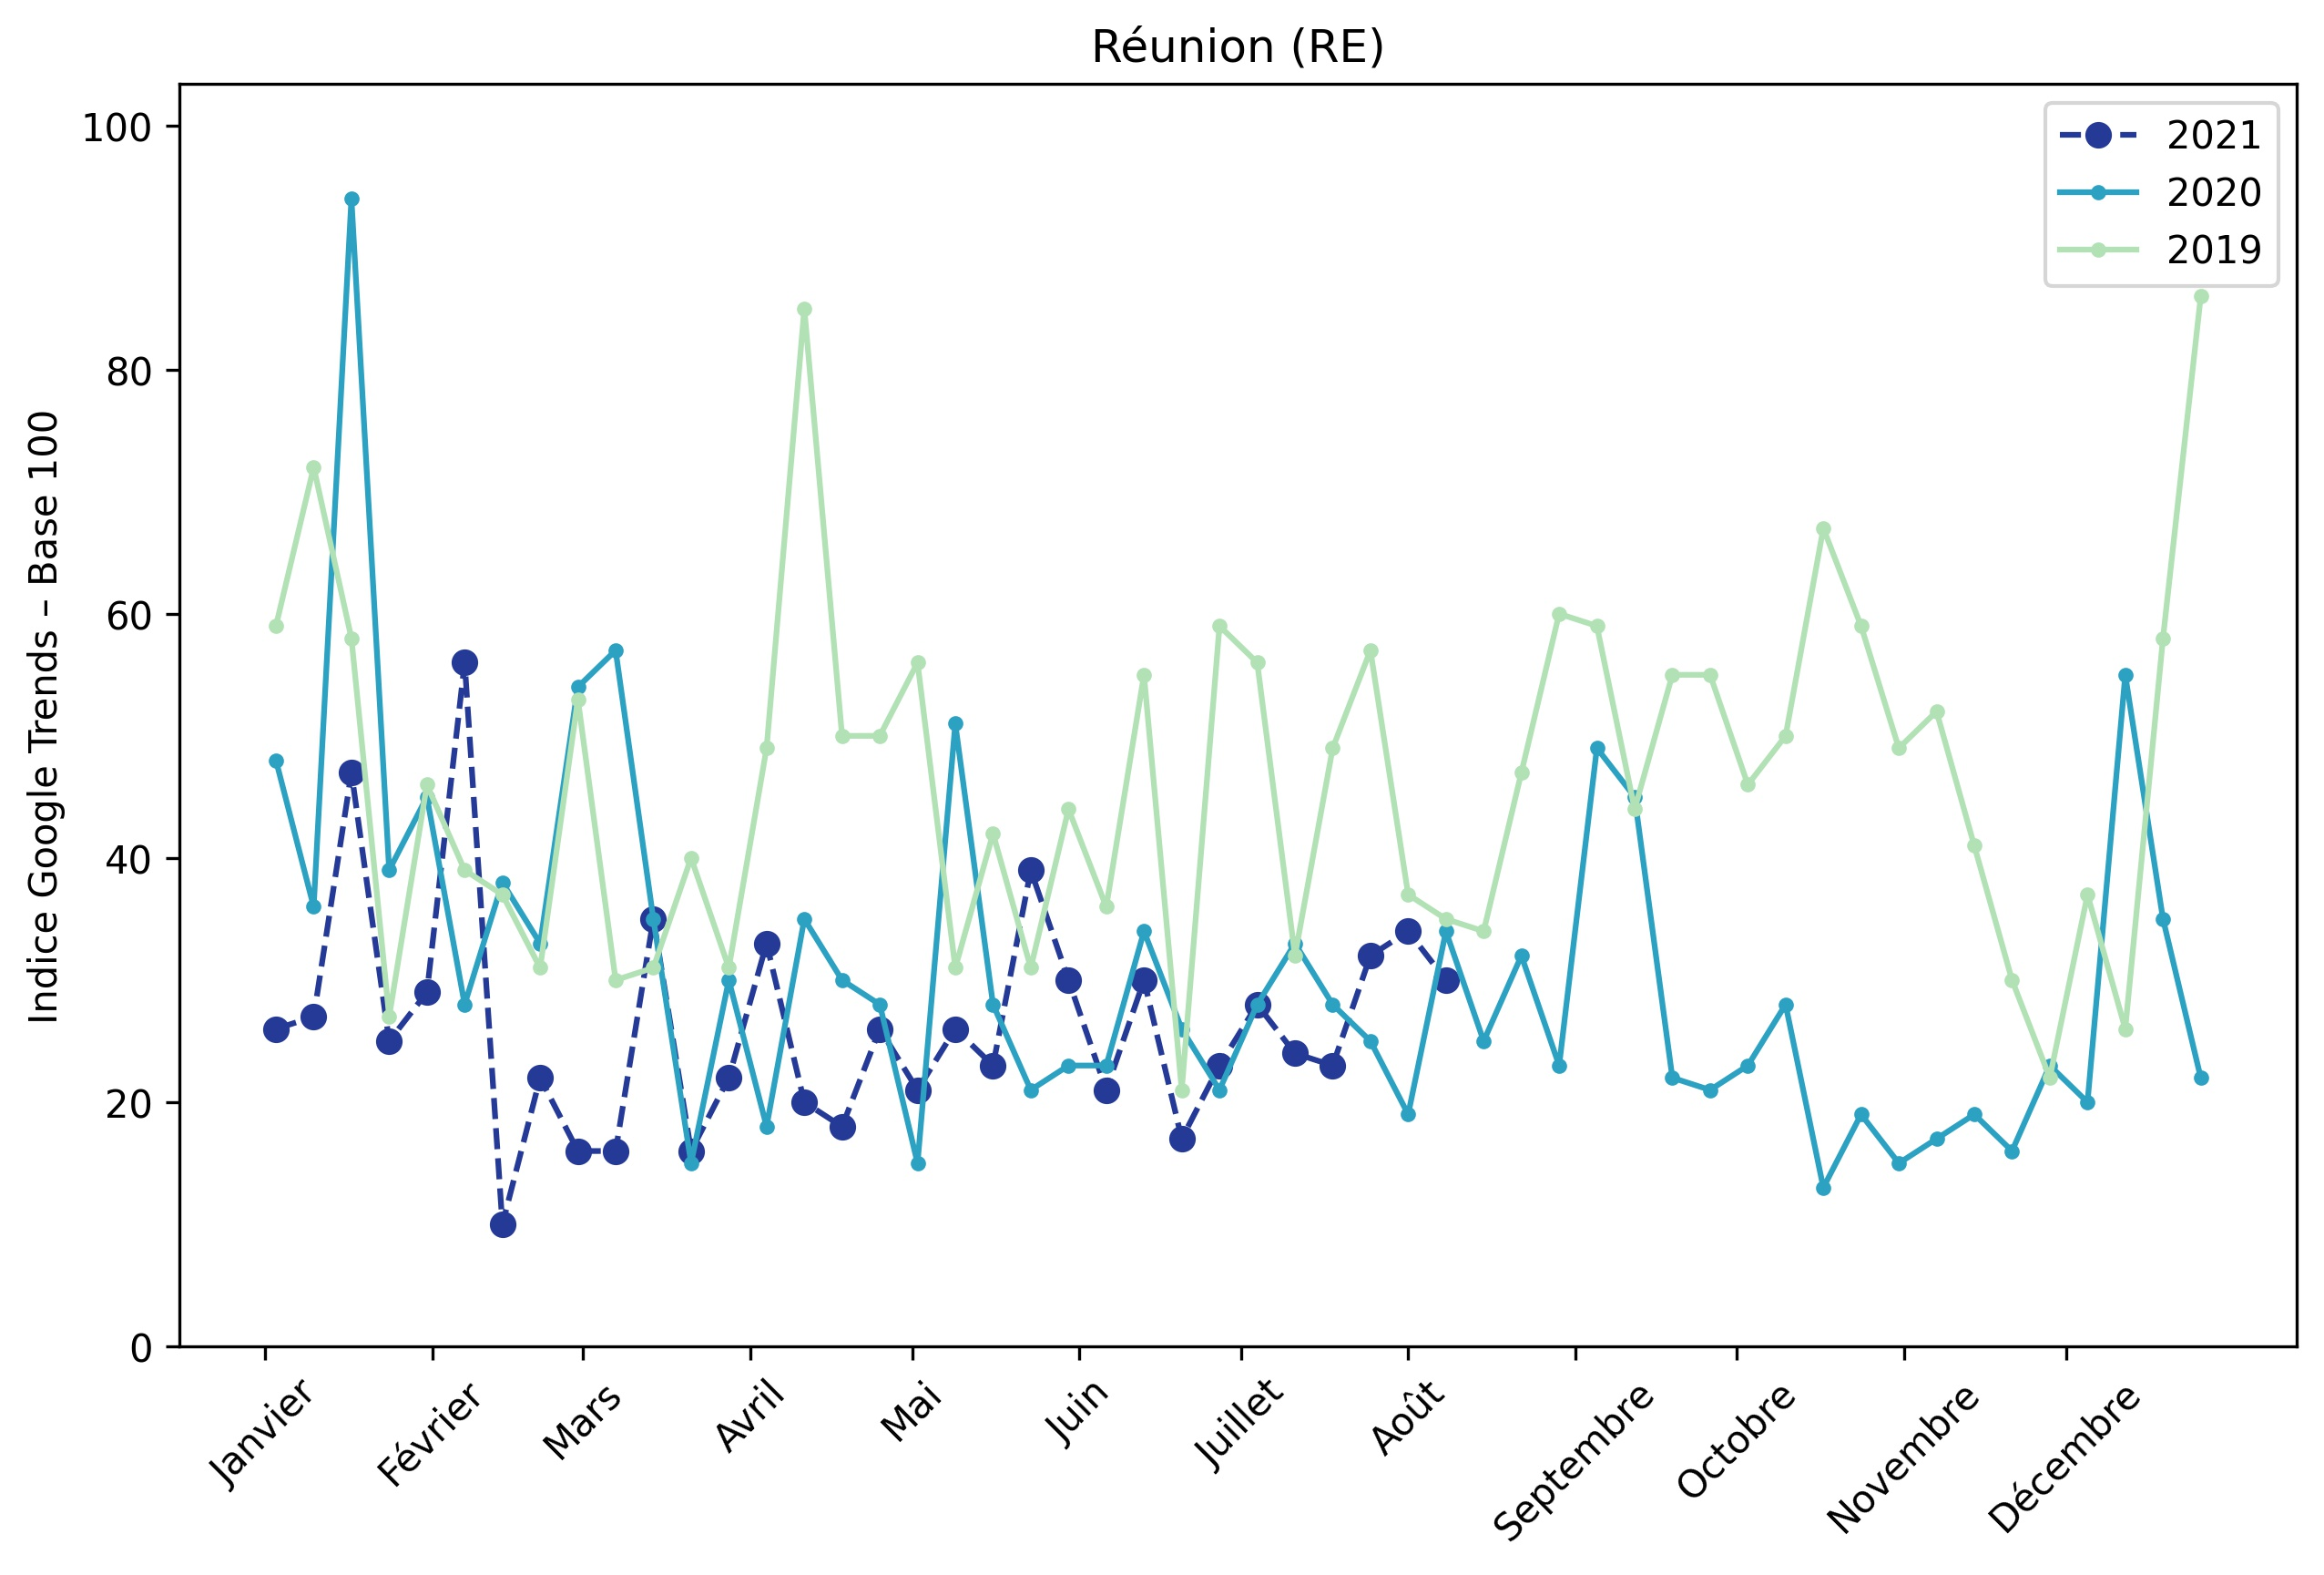 Réunion (RE)
Indice Google Trends – Base 100
100
80
60
40
20
0
2021
2020
2019
Janvier
Février
Mars
Avril
Mai
Juin
Juillet
Août
Septembre
Octobre
Novembre
Décembre